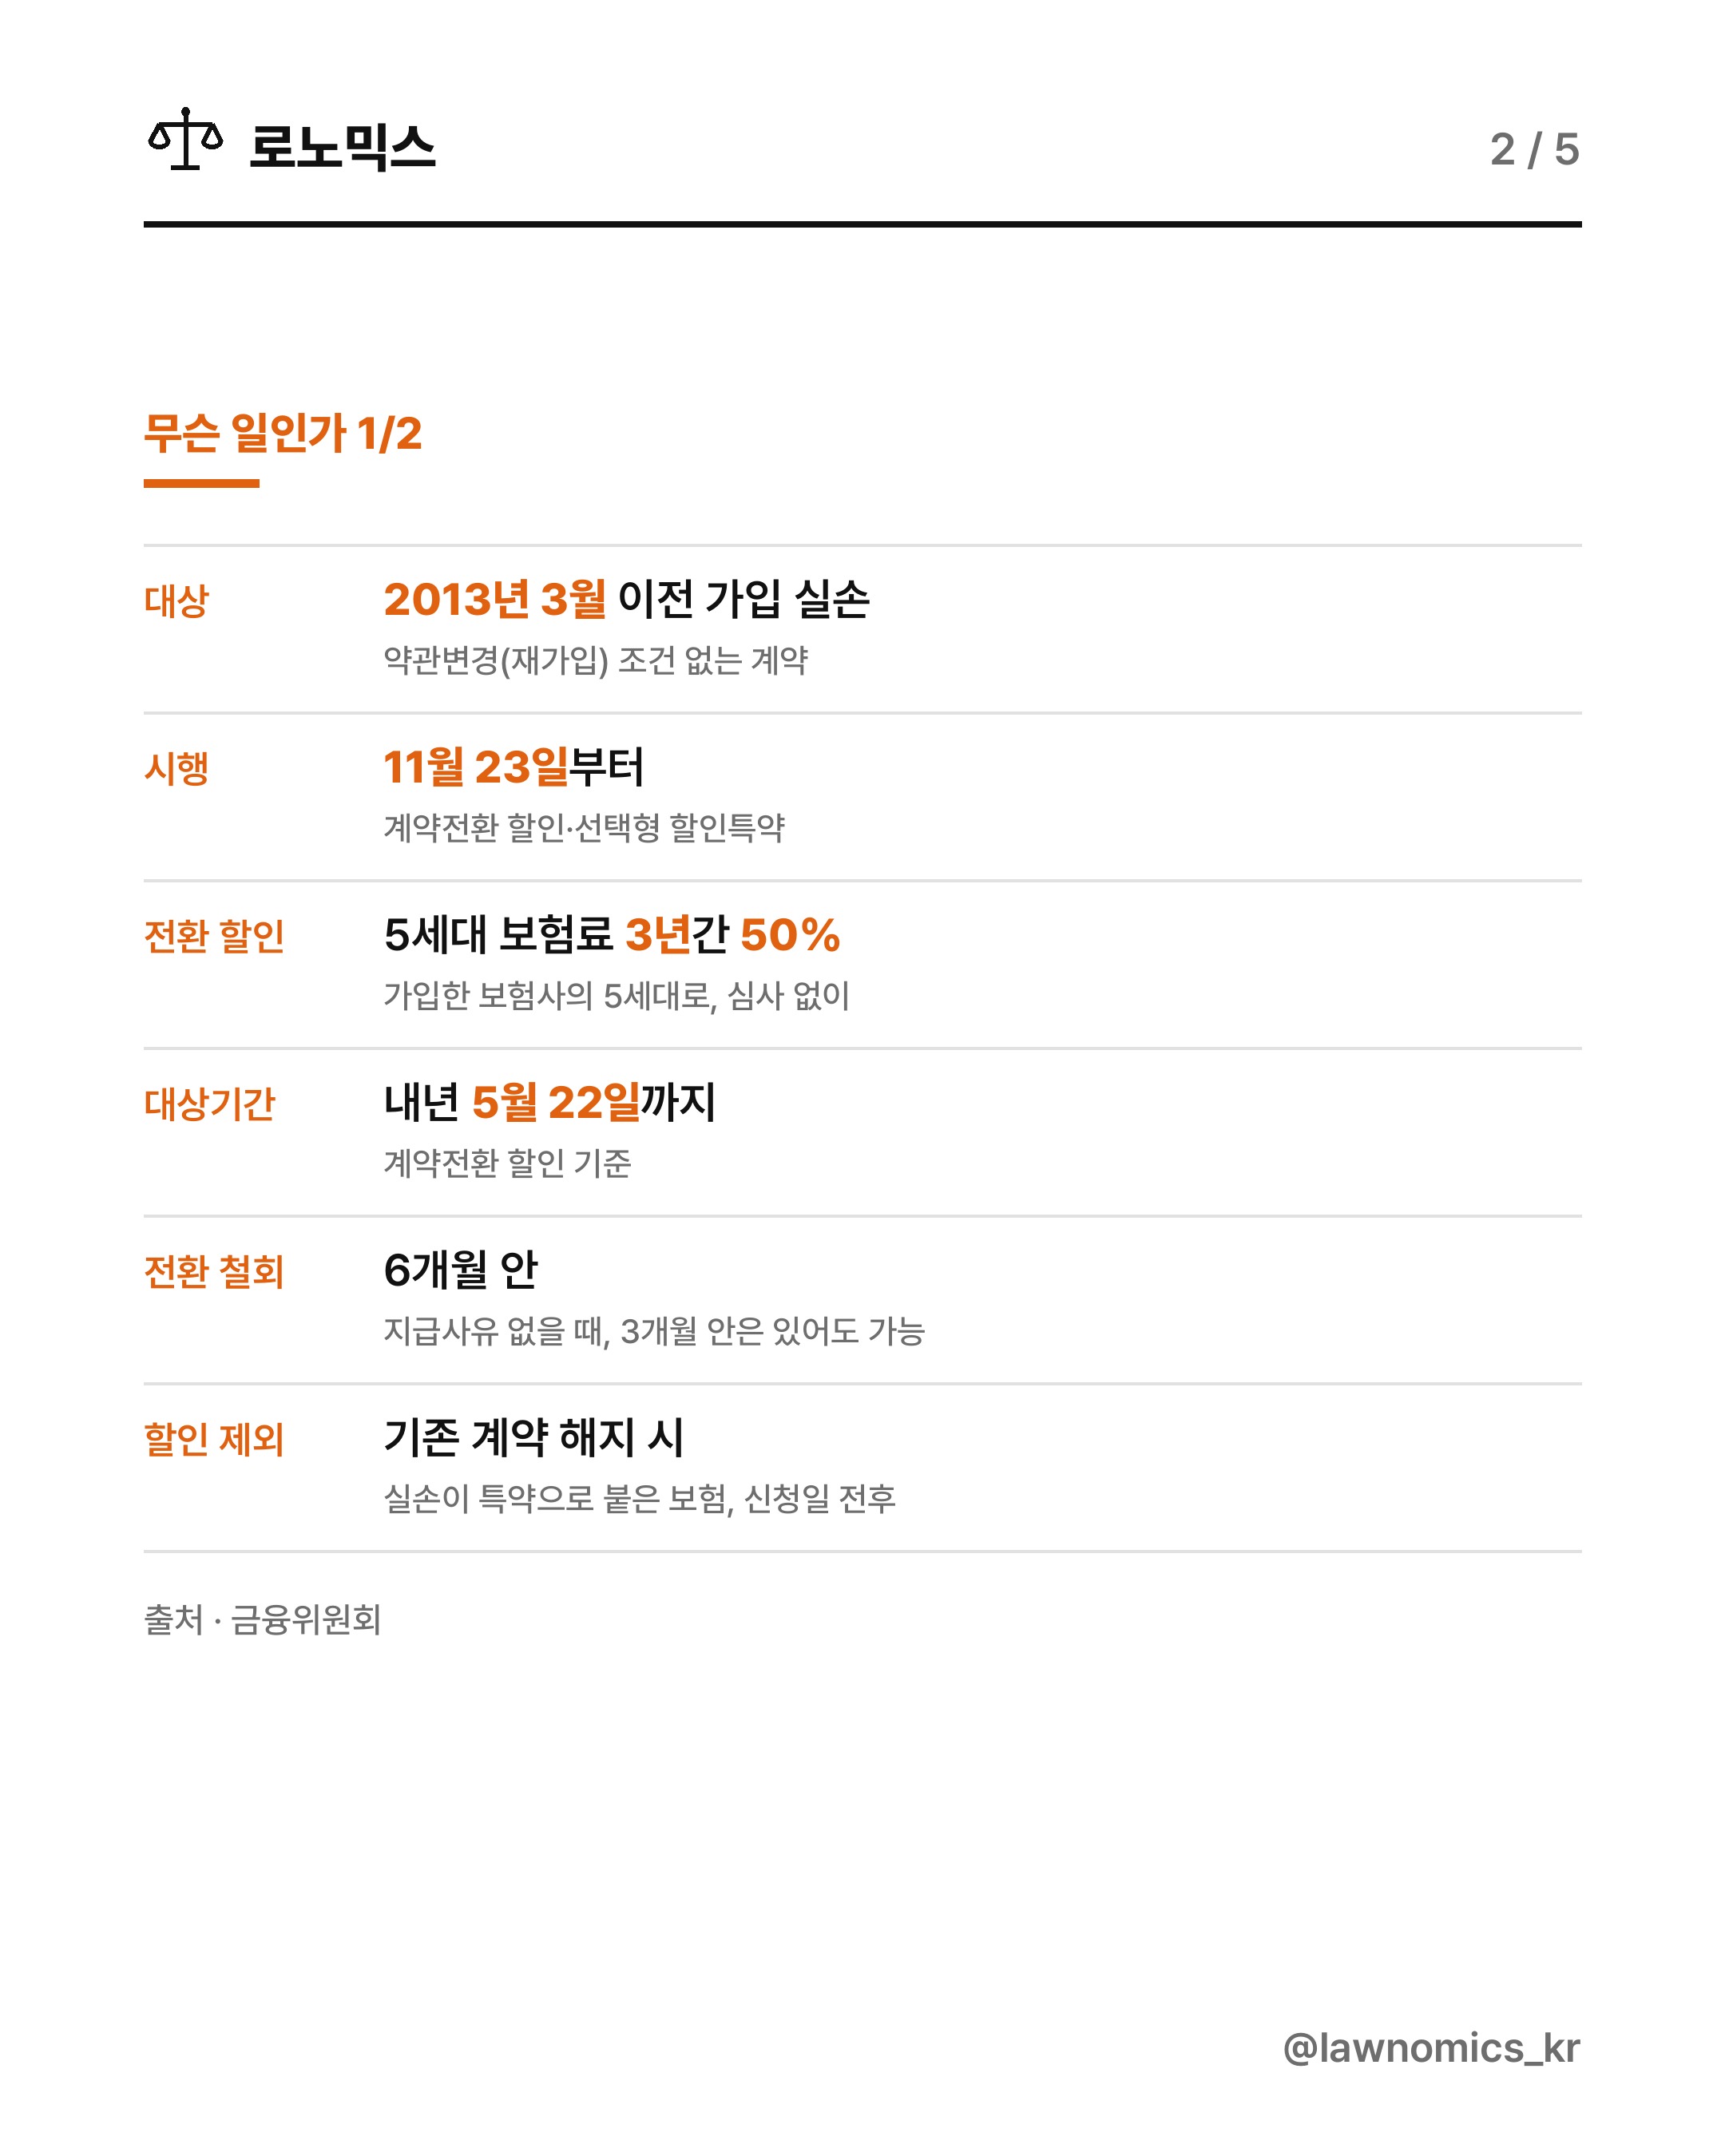 로노믹스
2 / 5
무슨 일인가 1/2
대상
2013년 3월 이전 가입 실손
약관변경(재가입) 조건 없는 계약
시행
11월 23일부터
계약전환 할인·선택형 할인특약
전환 할인
5세대 보험료 3년간 50%
가입한 보험사의 5세대로, 심사 없이
대상기간
내년 5월 22일까지
계약전환 할인 기준
전환 철회
6개월 안
지급사유 없을 때, 3개월 안은 있어도 가능
할인 제외
기존 계약 해지 시
실손이 특약으로 붙은 보험, 신청일 전후
출처 · 금융위원회
@lawnomics_kr